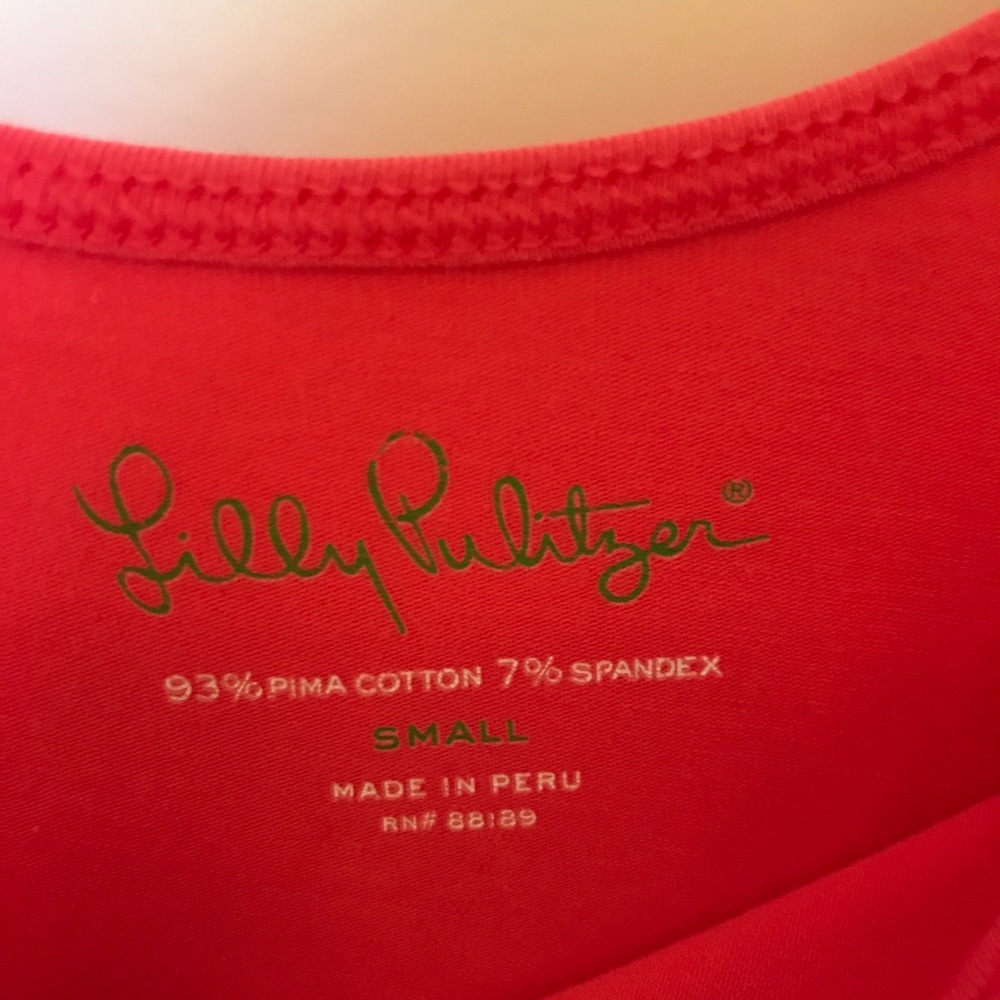 Lilly Pulitzer®
93% PIMA COTTON 7% SPANDEX
SMALL
MADE IN PERU
RN# 88189